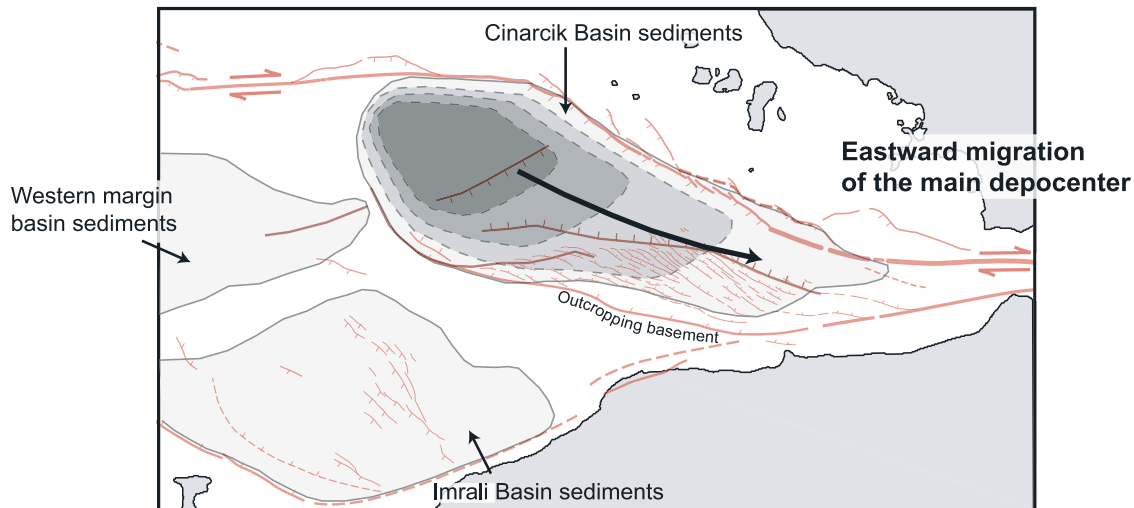 Cinarcik Basin sediments
Eastward migration
of the main depocenter
Western margin
basin sediments
Outcropping basement
Imrali Basin sediments